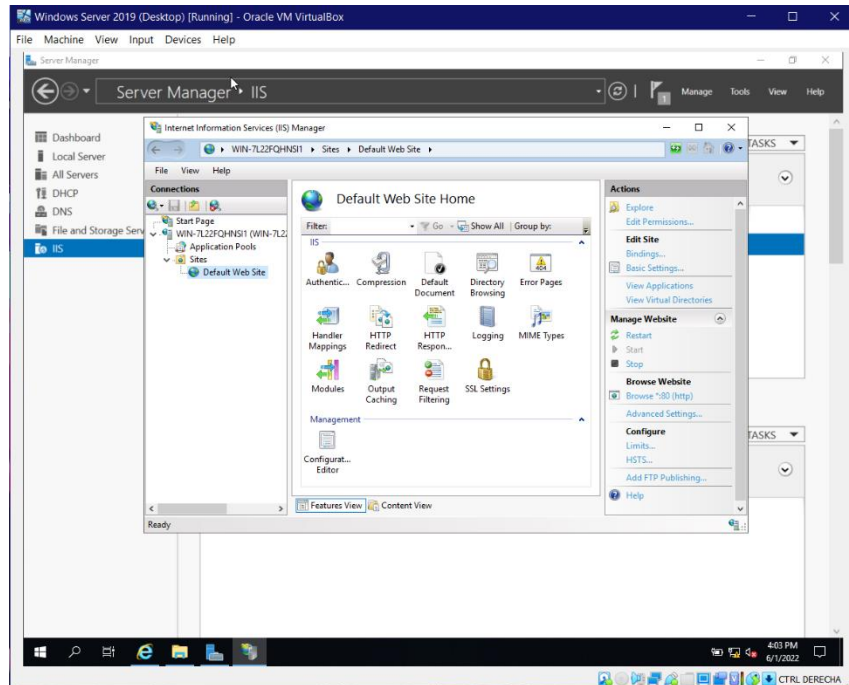 Windows Server 2019 (Desktop) [Running] - Oracle VM VirtualBox
File Machine View Input Devices Help
Server Manager
Server Manager • IIS
1 Manage Tools View Help
Dashboard
Local Server
All Servers
DHCP
DNS
File and Storage Serv
IIS
TASKS
Internet Information Services (IIS) Manager
WIN-7L22FQHNSI1 Sites Default Web Site
File View Help
Connections
Start Page
WIN-7L22FQHNSI1 (WIN-7L22
Application Pools
Sites
Default Web Site
Default Web Site Home
Filter: Go Show All Group by:
IIS
Authentic... Compression Default Document Directory Browsing Error Pages
Handler Mappings HTTP Redirect HTTP Respon... Logging MIME Types
Modules Output Caching Request Filtering SSL Settings
Management
Configurat... Editor
Features View Content View
Ready
Actions
Explore
Edit Permissions...
Edit Site
Bindings...
Basic Settings...
View Applications
View Virtual Directories
Manage Website
Restart
Start
Stop
Browse Website
Browse *:80 (http)
Advanced Settings...
Configure
Limits...
HSTS...
Add FTP Publishing...
Help
TASKS
4:03 PM
6/1/2022
CTRL DERECHA